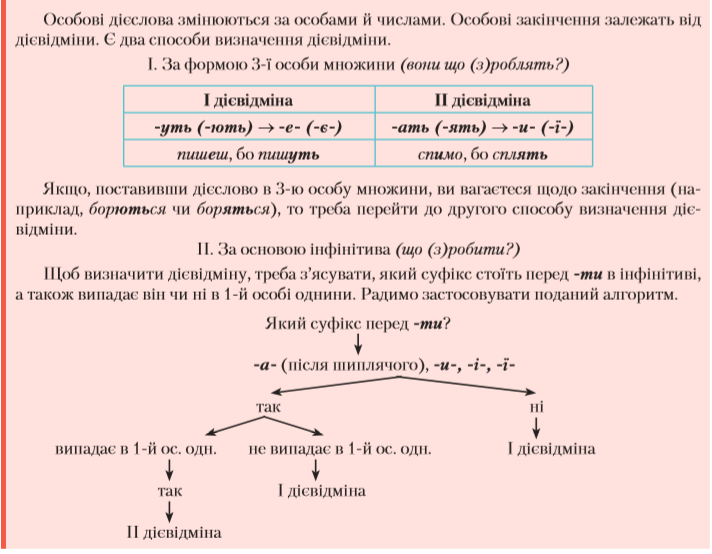 Особові дієслова змінюються за особами й числами. Особові закінчення залежать від
дієвідміни. Є два способи визначення дієвідміни.
І. За формою 3-ї особи множини (вони що (з)роблять?)
І дієвідміна ІІ дієвідміна
-уть (-ють) → -е- (-є-) -ать (-ять) → -и- (-ї-)
пишеш, бо пишуть спимо, бо сплять
Якщо, поставивши дієслово в 3-ю особу множини, ви вагаєтеся щодо закінчення (на-
приклад, борються чи боряться), то треба перейти до другого способу визначення діє-
відміни.
ІІ. За основою інфінітива (що (з)робити?)
Щоб визначити дієвідміну, треба з’ясувати, який суфікс стоїть перед -ти в інфінітиві,
а також випадає він чи ні в 1-й особі однини. Радимо застосовувати поданий алгоритм.
Який суфікс перед -ти?
-а- (після шиплячого), -и-, -і-, -ї-
так ні
випадає в 1-й ос. одн. не випадає в 1-й ос. одн. І дієвідміна
так І дієвідміна
ІІ дієвідміна